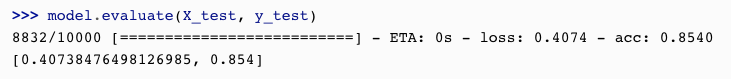 >>> model.evaluate(X_test, y_test)
8832/10000 [==========================] - ETA: 0s - loss: 0.4074 - acc: 0.8540
[0.40738476498126985, 0.854]